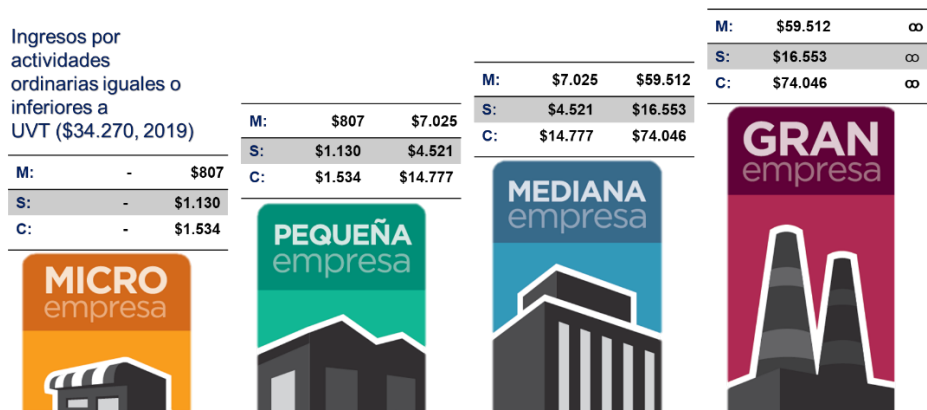 Ingresos por
actividades
ordinarias iguales o
inferiores a
UVT ($34.270, 2019)
M: - $807
S: - $1.130
C: - $1.534
MICRO
empresa
M: $807 $7.025
S: $1.130 $4.521
C: $1.534 $14.777
PEQUEÑA
empresa
M: $7.025 $59.512
S: $4.521 $16.553
C: $14.777 $74.046
MEDIANA
empresa
M: $59.512 ∞
S: $16.553 ∞
C: $74.046 ∞
GRAN
empresa